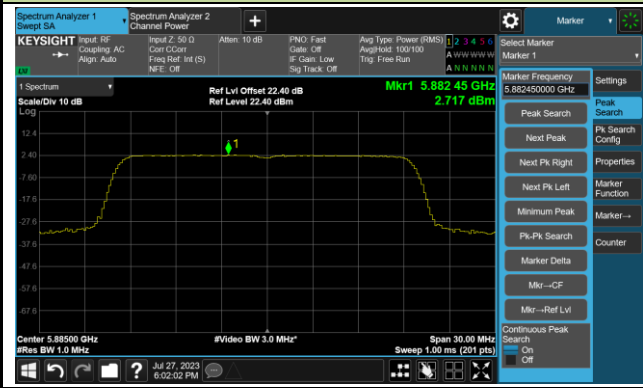 Spectrum Analyzer 1
Swept SA
Spectrum Analyzer 2
Channel Power
Marker
KEYSIGHT
Input: RF
Coupling: AC
Align: Auto
Input Z: 50 Ω
Corr CCorr
Freq Ref: Int (S)
NFE: Off
Atten: 10 dB
PNO: Fast
Gate: Off
IF Gain: Low
Sig Track: Off
Avg Type: Power (RMS)
Avg|Hold: 100/100
Trig: Free Run
1 2 3 4 5 6
A W W W W W
A N N N N N
LXI
Select Marker
Marker 1
1 Spectrum
Scale/Div 10 dB
Log
Ref Lvl Offset 22.40 dB
Ref Level 22.40 dBm
Mkr1 5.882 45 GHz
2.717 dBm
Marker Frequency
5.882450000 GHz
Settings
Peak Search
Peak
Search
Next Peak
Pk Search
Config
Next Pk Right
Properties
Next Pk Left
Marker
Function
Minimum Peak
Marker→
Pk-Pk Search
Counter
Marker Delta
Mkr→CF
Mkr→Ref Lvl
Continuous Peak
Search
On
Off
12.4
2.40
-7.60
-17.6
-27.6
-37.6
-47.6
-57.6
-67.6
1
Center 5.88500 GHz
#Res BW 1.0 MHz
#Video BW 3.0 MHz*
Span 30.00 MHz
Sweep 1.00 ms (201 pts)
?
Jul 27, 2023
6:02:02 PM